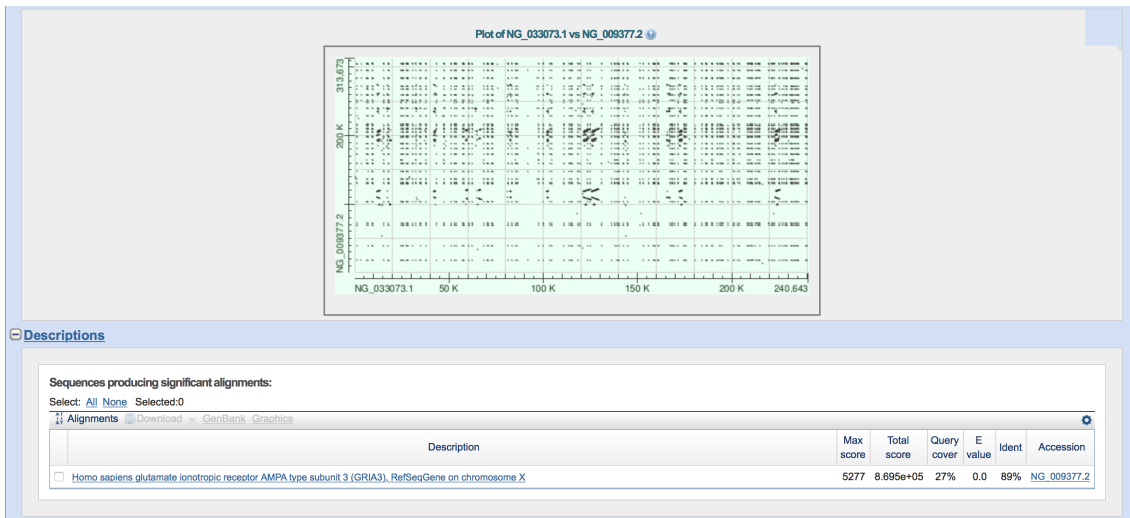 Plot of NG_033073.1 vs NG_009377.2
313,673
200 K
NG_009377.2
NG_033073.1 50 K 100 K 150 K 200 K 240,643
Descriptions
Sequences producing significant alignments:
Select: All None Selected:0
Alignments Download GenBank Graphics
Description Max score Total score Query cover E value Ident Accession
Homo sapiens glutamate ionotropic receptor AMPA type subunit 3 (GRIA3), RefSeqGene on chromosome X 5277 8.695e+05 27% 0.0 89% NG_009377.2